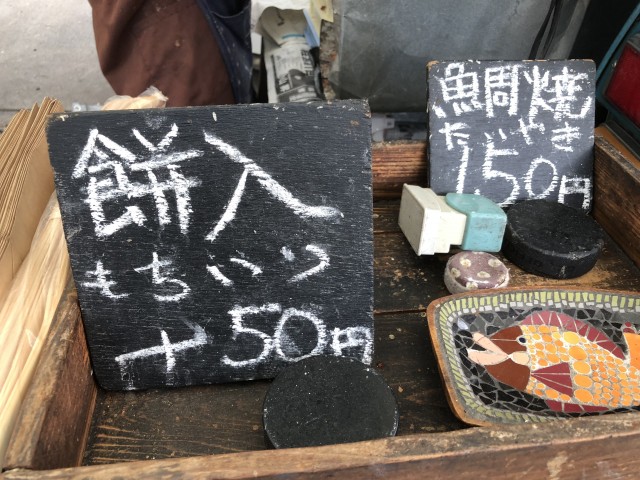 餅入
もちいり
+50円
鯛焼
たいやき
150円